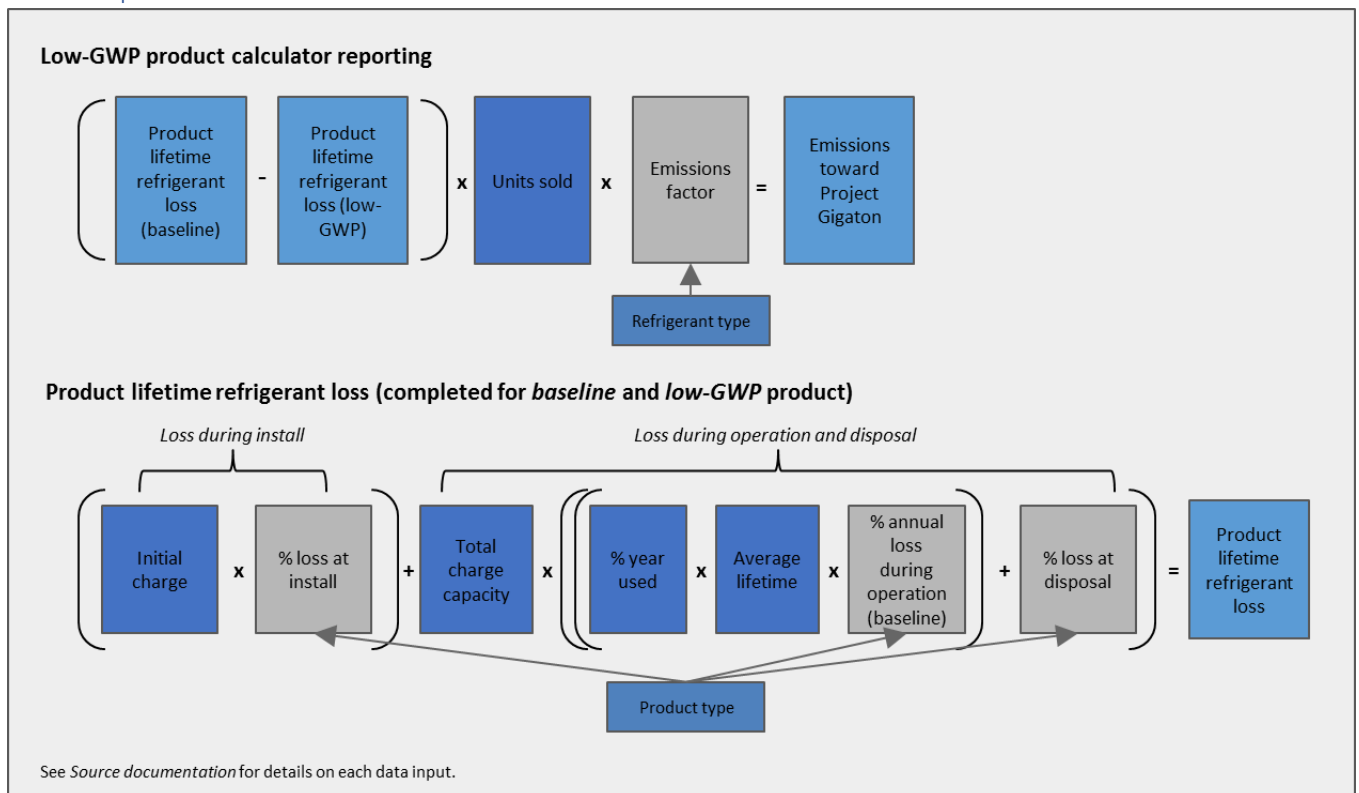 Low-GWP product calculator reporting
Product
lifetime
refrigerant
loss
(baseline)
-
Product
lifetime
refrigerant
loss (low-
GWP)
x
Units sold
x
Emissions
factor
=
Emissions
toward
Project
Gigaton
Refrigerant type
Product lifetime refrigerant loss (completed for baseline and low-GWP product)
Loss during install
Loss during operation and disposal
Initial
charge
x
% loss at
install
+
Total
charge
capacity
x
% year
used
x
Average
lifetime
x
% annual
loss
during
operation
(baseline)
+
% loss at
disposal
=
Product
lifetime
refrigerant
loss
Product type
See Source documentation for details on each data input.